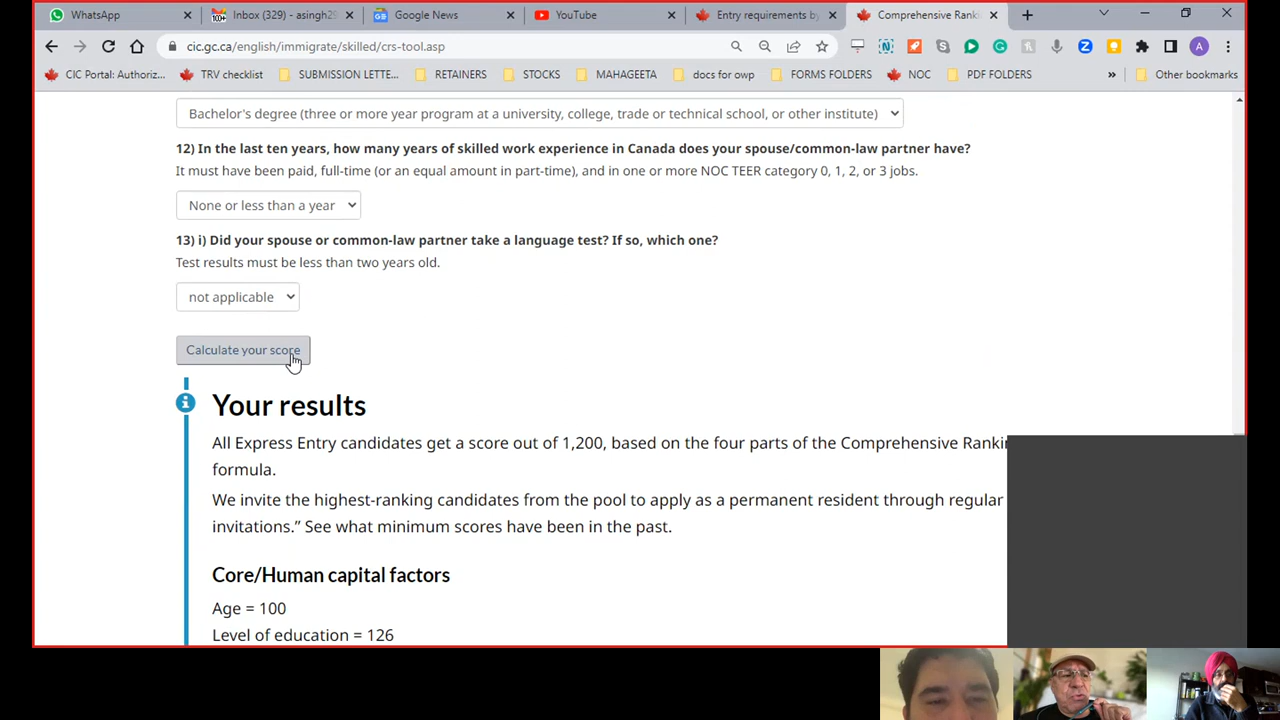 WhatsApp
Inbox (329) - asingh29
Google News
YouTube
Entry requirements by
Comprehensive Ranki
100+
cic.gc.ca/english/immigrate/skilled/crs-tool.asp
A
CIC Portal: Authoriz...
TRV checklist
SUBMISSION LETTE...
RETAINERS
STOCKS
MAHAGEETA
docs for owp
FORMS FOLDERS
NOC
PDF FOLDERS
»
Other bookmarks
Bachelor's degree (three or more year program at a university, college, trade or technical school, or other institute)
12) In the last ten years, how many years of skilled work experience in Canada does your spouse/common-law partner have?
It must have been paid, full-time (or an equal amount in part-time), and in one or more NOC TEER category 0, 1, 2, or 3 jobs.
None or less than a year
13) i) Did your spouse or common-law partner take a language test? If so, which one?
Test results must be less than two years old.
not applicable
Calculate your score
Your results
All Express Entry candidates get a score out of 1,200, based on the four parts of the Comprehensive Rankin
formula.
We invite the highest-ranking candidates from the pool to apply as a permanent resident through regular
invitations.” See what minimum scores have been in the past.
Core/Human capital factors
Age = 100
Level of education = 126